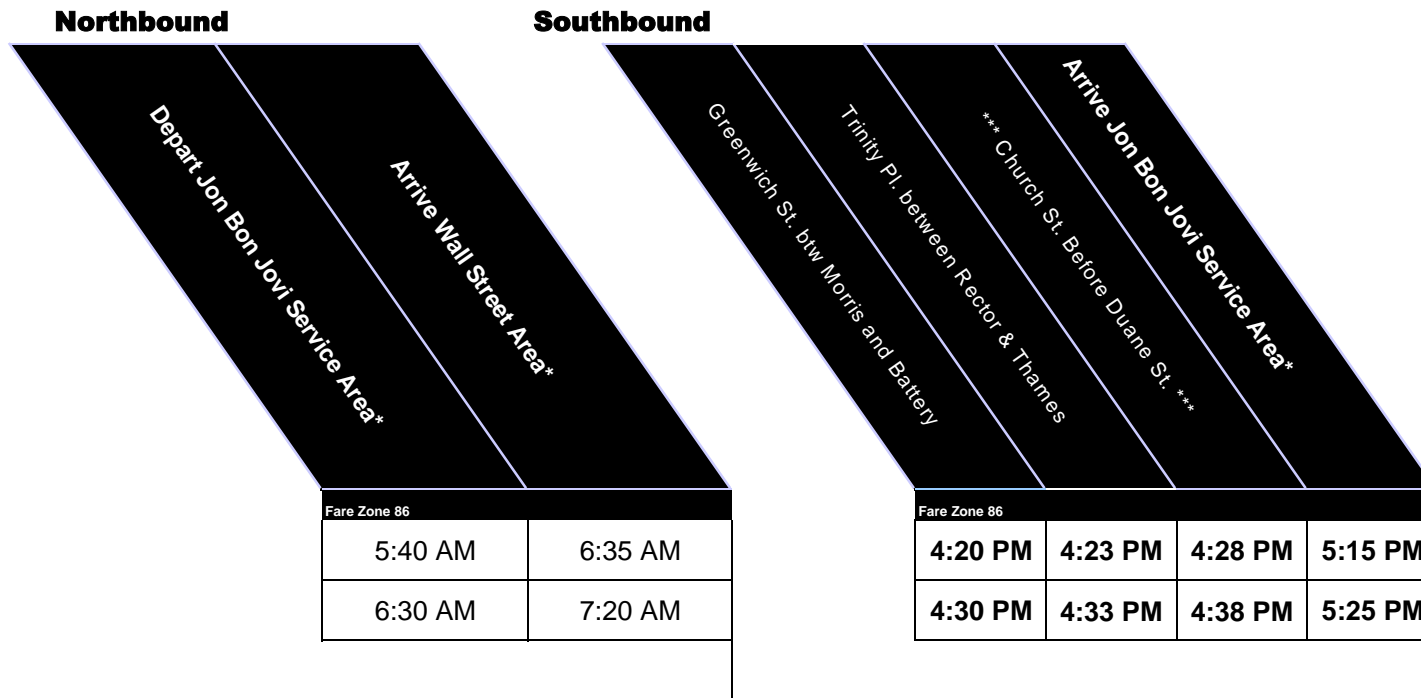 Northbound
Southbound
Depart Jon Bon Jovi Service Area*
Arrive Wall Street Area*
Greenwich St. btw Morris and Battery
Trinity Pl. between Rector & Thames
*** Church St. Before Duane St. ***
Arrive Jon Bon Jovi Service Area*
Fare Zone 86
Fare Zone 86
5:40 AM 6:35 AM
4:20 PM 4:23 PM 4:28 PM 5:15 PM
6:30 AM 7:20 AM
4:30 PM 4:33 PM 4:38 PM 5:25 PM